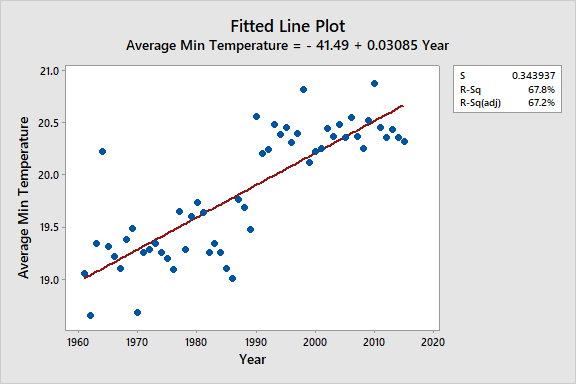 Fitted Line Plot
Average Min Temperature = - 41.49 + 0.03085 Year
S 0.343937
R-Sq 67.8%
R-Sq(adj) 67.2%
Average Min Temperature
21.0
20.5
20.0
19.5
19.0
1960 1970 1980 1990 2000 2010 2020
Year